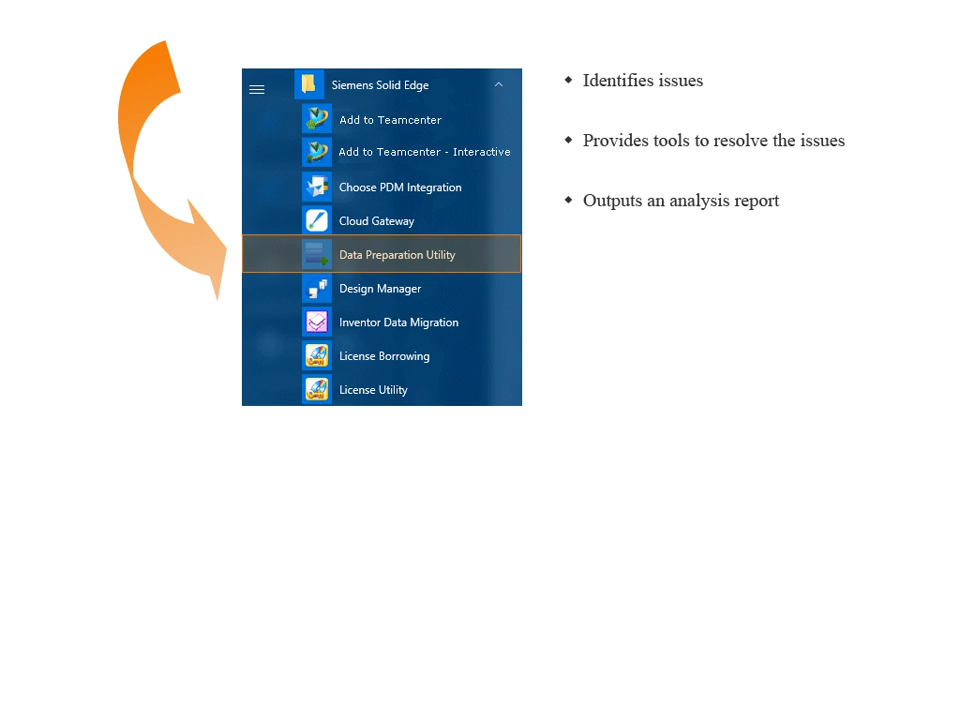 Siemens Solid Edge
Add to Teamcenter
Add to Teamcenter - Interactive
Choose PDM Integration
Cloud Gateway
Data Preparation Utility
Design Manager
Inventor Data Migration
License Borrowing
License Utility
◆ Identifies issues
◆ Provides tools to resolve the issues
◆ Outputs an analysis report